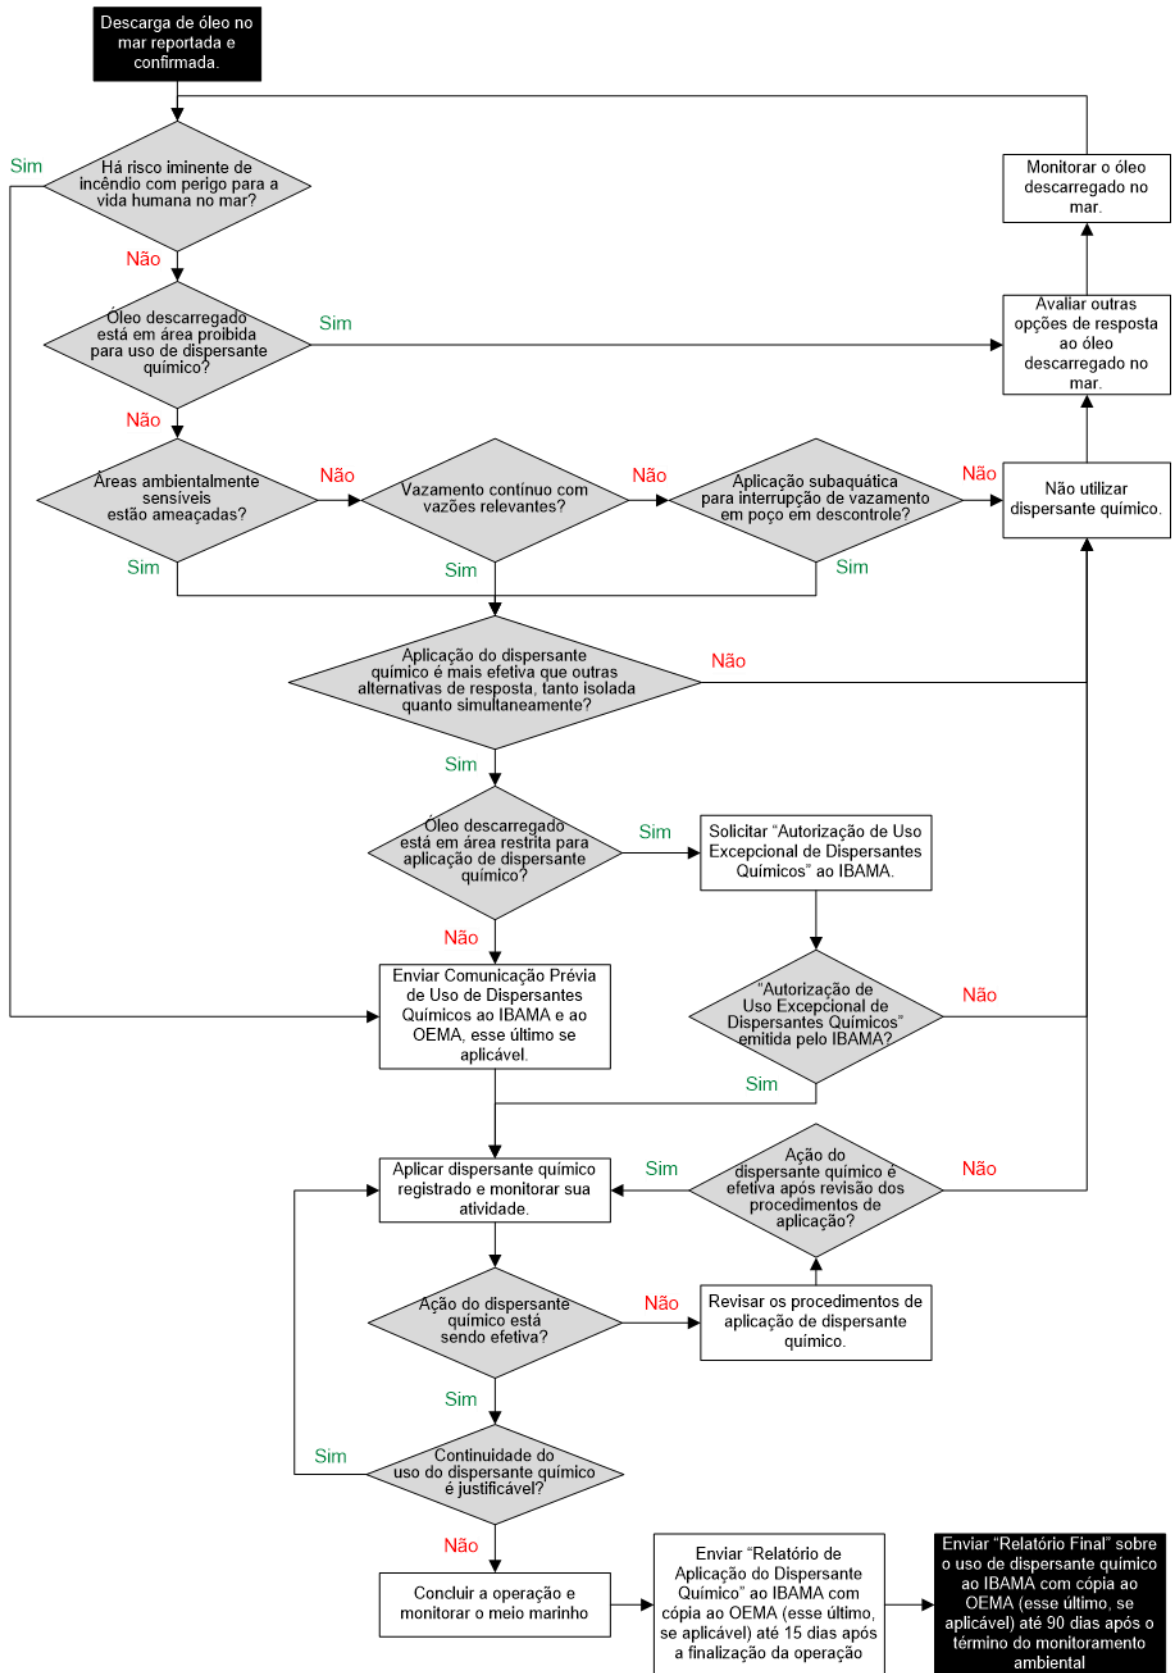 Descarga de óleo no
mar reportada e
confirmada.
Sim
Há risco iminente de
incêndio com perigo para a
vida humana no mar?
Monitorar o óleo
descarregado no
mar.
Não
Óleo descarregado
está em área proibida
para uso de dispersante
químico?
Sim
Avaliar outras
opções de resposta
ao óleo
descarregado no
mar.
Não
Áreas ambientalmente
sensíveis
estão ameaçadas?
Não
Vazamento contínuo com
vazões relevantes?
Não
Aplicação subaquática
para interrupção de vazamento
em poço em descontrole?
Não
Não utilizar
dispersante químico.
Sim
Sim
Sim
Aplicação do dispersante
químico é mais efetiva que outras
alternativas de resposta, tanto isolada
quanto simultaneamente?
Não
Sim
Óleo descarregado
está em área restrita para
aplicação de dispersante
químico?
Sim
Solicitar “Autorização de Uso
Excepcional de Dispersantes
Químicos” ao IBAMA.
Não
Enviar Comunicação Prévia
de Uso de Dispersantes
Químicos ao IBAMA e ao
OEMA, esse último se
aplicável.
“Autorização de
Uso Excepcional de
Dispersantes Químicos”
emitida pelo IBAMA?
Não
Sim
Aplicar dispersante químico
registrado e monitorar sua
atividade.
Sim
Ação do
dispersante químico é
efetiva após revisão dos
procedimentos de
aplicação?
Não
Ação do dispersante
químico está
sendo efetiva?
Não
Revisar os procedimentos de
aplicação de dispersante
químico.
Sim
Sim
Continuidade do
uso do dispersante químico
é justificável?
Não
Concluir a operação e
monitorar o meio marinho
Enviar “Relatório de
Aplicação do Dispersante
Químico” ao IBAMA com
cópia ao OEMA (esse último,
se aplicável) até 15 dias após
a finalização da operação
Enviar “Relatório Final” sobre
o uso de dispersante químico
ao IBAMA com cópia ao
OEMA (esse último, se
aplicável) até 90 dias após o
término do monitoramento
ambiental